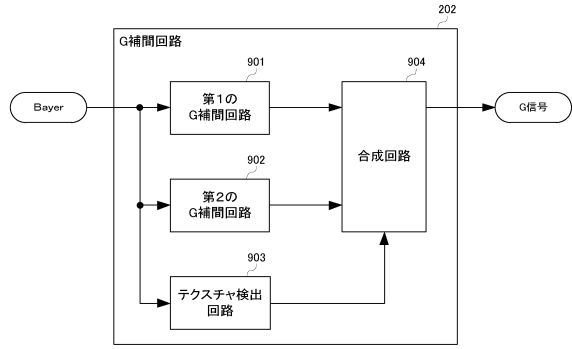 202
G補間回路
901
904
Bayer
第1の
G補間回路
合成回路
G信号
902
第2の
G補間回路
903
テクスチャ検出
回路